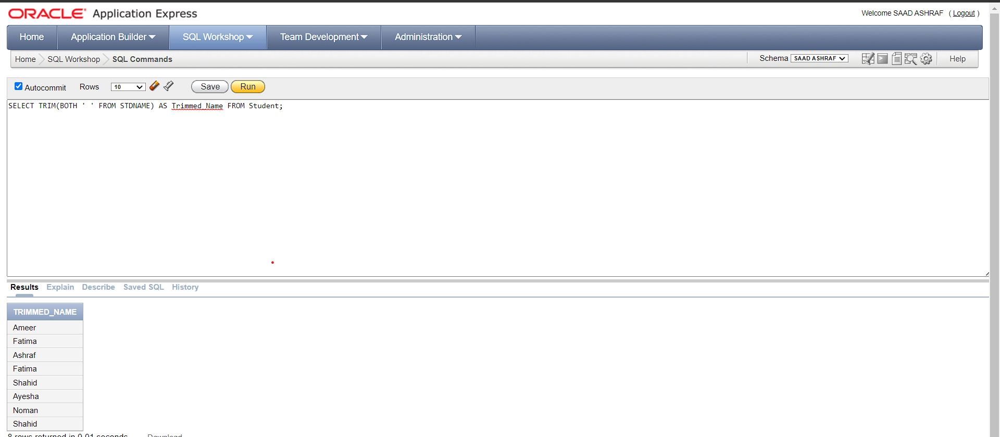 ORACLE Application Express
Welcome SAAD ASHRAF ( Logout )
Home Application Builder SQL Workshop Team Development Administration
Home SQL Workshop SQL Commands Schema SAAD ASHRAF Help
Autocommit Rows 10 Save Run
SELECT TRIM(BOTH ' ' FROM STDNAME) AS Trimmed_Name FROM Student;
Results Explain Describe Saved SQL History
TRIMMED_NAME
Ameer
Fatima
Ashraf
Fatima
Shahid
Ayesha
Noman
Shahid
8 rows returned in 0.01 seconds Download